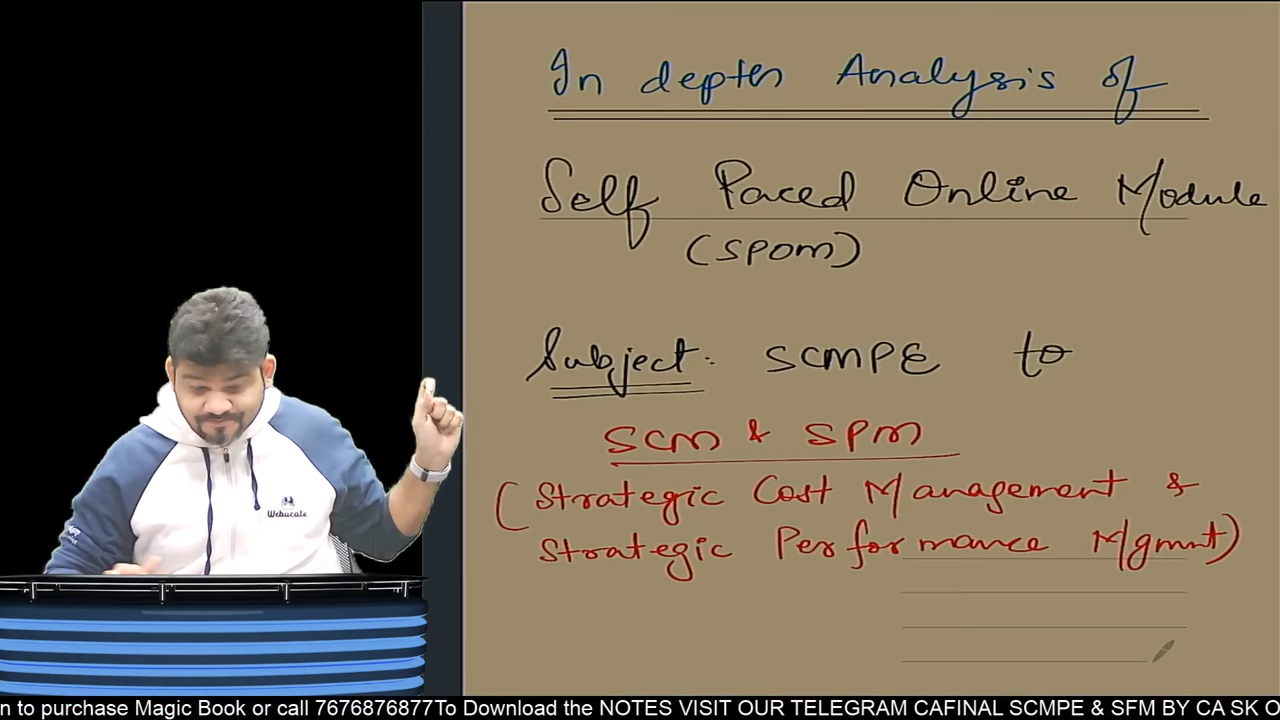 In depth Analysis of
Self Paced Online Module
(SPOM)
Subject: SCMPE to
SCM & SPM
(Strategic Cost Management &
Strategic Performance Mgmnt)
Webucate
n to purchase Magic Book or call 7676876877To Download the NOTES VISIT OUR TELEGRAM CAFINAL SCMPE & SFM BY CA SK O